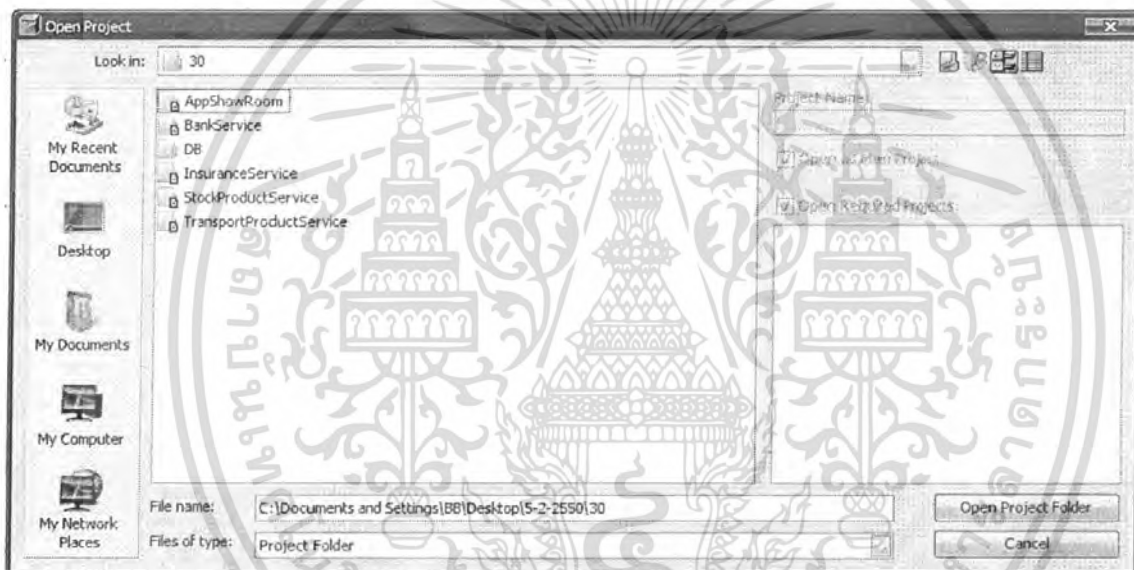 Open Project
Look in:
30
My Recent
Documents
Desktop
My Documents
My Computer
My Network
Places
AppShowRoom
BankService
DB
InsuranceService
StockProductService
TransportProductService
Project Name:
Open as Main Project
Open Required Projects:
File name:
C:\Documents and Settings\BB\Desktop\5-2-2550\30
Files of type:
Project Folder
Open Project Folder
Cancel